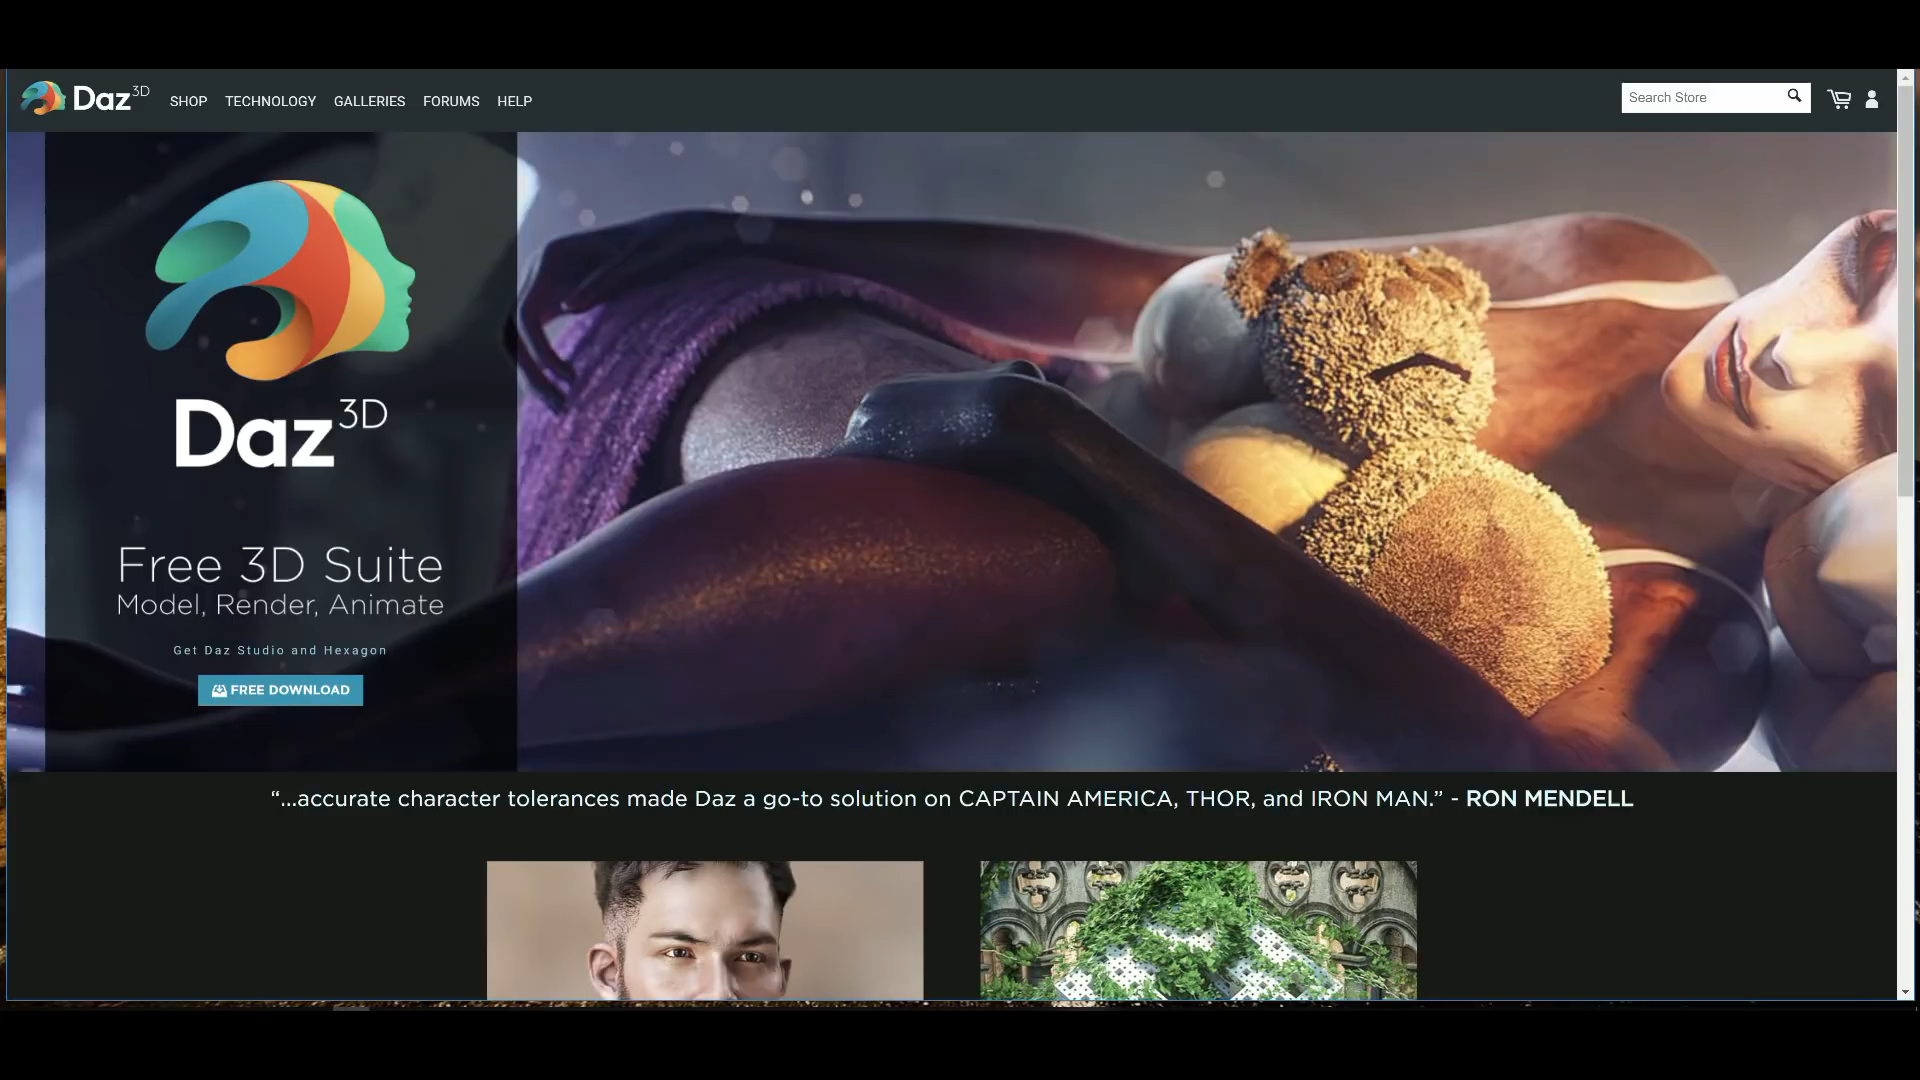 Daz 3D
SHOP TECHNOLOGY GALLERIES FORUMS HELP
Search Store
Daz 3D
Free 3D Suite
Model, Render, Animate
Get Daz Studio and Hexagon
FREE DOWNLOAD
“...accurate character tolerances made Daz a go-to solution on CAPTAIN AMERICA, THOR, and IRON MAN.” - RON MENDELL